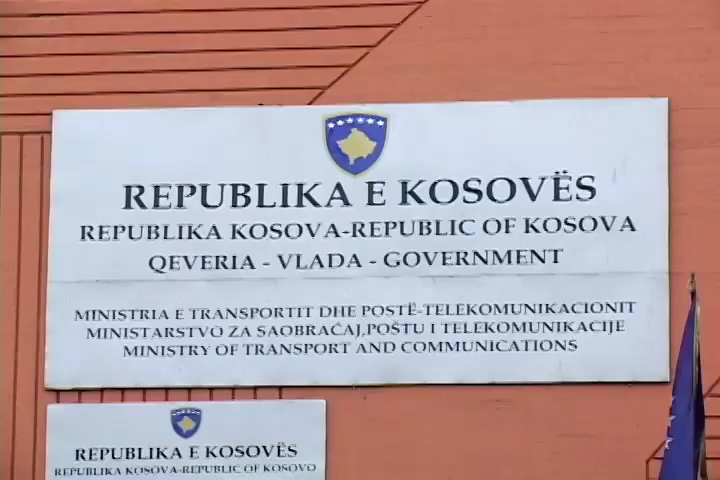 REPUBLIKA E KOSOVËS
REPUBLIKA KOSOVA-REPUBLIC OF KOSOVA
QEVERIA - VLADA - GOVERNMENT
MINISTRIA E TRANSPORTIT DHE POSTË-TELEKOMUNIKACIONIT
MINISTARSTVO ZA SAOBRAĆAJ,POŠTU I TELEKOMUNIKACIJE
MINISTRY OF TRANSPORT AND COMMUNICATIONS
REPUBLIKA E KOSOVËS
REPUBLIKA KOSOVA-REPUBLIC OF KOSOVO